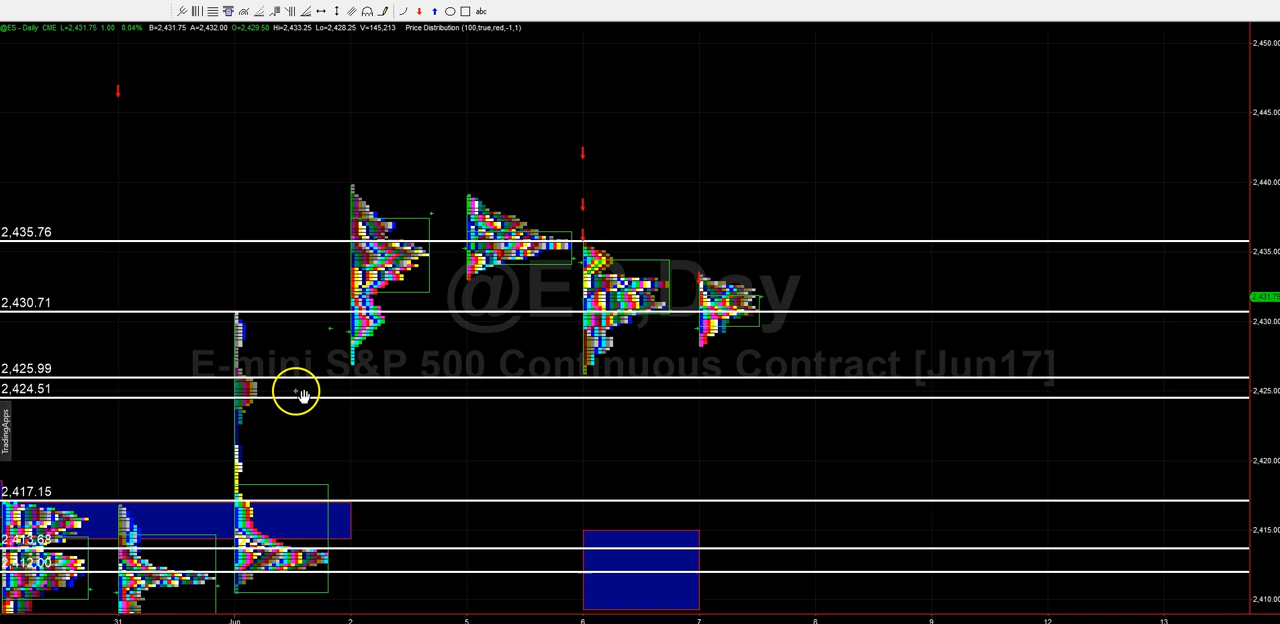 abc
@ES - Daily CME L=2,431.75 1.00 0.04% B=2,431.75 A=2,432.00 O=2,429.50 Hi=2,433.25 Lo=2,428.25 V=145,213 Price Distribution (100,true,red,-1,1)
2,450.00
2,445.00
2,440.00
2,435.76
2,435.00
@ES,Day
2,431.75
2,430.71
2,430.00
E-mini S&P 500 Continuous Contract [Jun17]
2,425.99
2,425.00
2,424.51
TradingApps
2,420.00
2,417.15
2,415.00
2,413.68
2,412.00
2,410.00
31 Jun 2 5 6 7 8 9 12 13